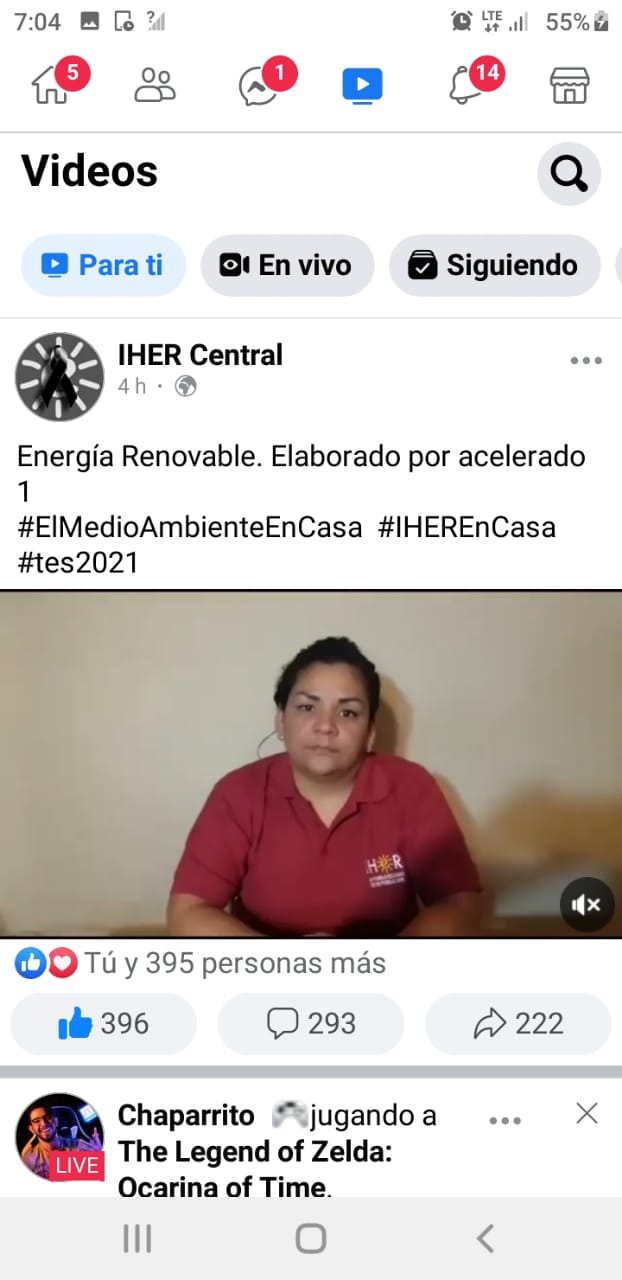 7:04
LTE
55%
5
1
14
Videos
Para ti
En vivo
Siguiendo
IHER Central
4 h
Energía Renovable. Elaborado por acelerado
1
#ElMedioAmbienteEnCasa #IHEREnCasa
#tes2021
H R
Tú y 395 personas más
396
293
222
Chaparrito jugando a
The Legend of Zelda:
Ocarina of Time.
LIVE